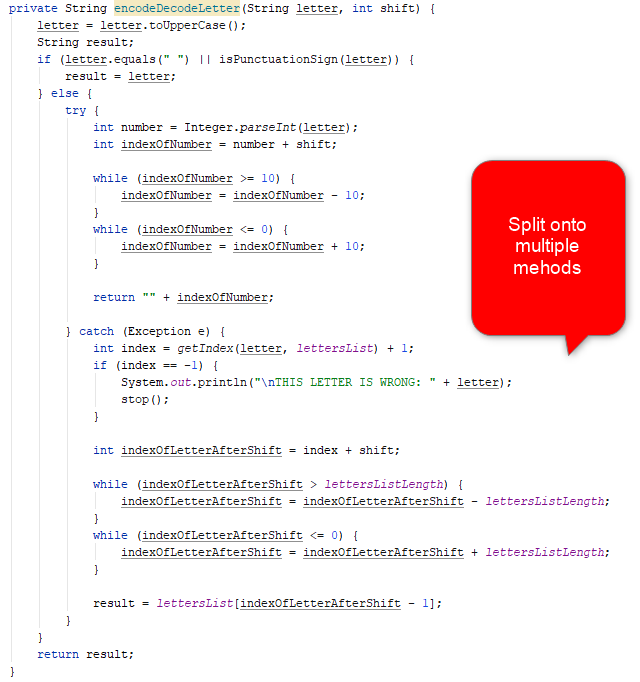 private String encodeDecodeLetter(String letter, int shift) {
letter = letter.toUpperCase();
String result;
if (letter.equals(" ") || isPunctuationSign(letter)) {
result = letter;
} else {
try {
int number = Integer.parseInt(letter);
int indexOfNumber = number + shift;
while (indexOfNumber >= 10) {
indexOfNumber = indexOfNumber - 10;
}
while (indexOfNumber <= 0) {
indexOfNumber = indexOfNumber + 10;
}
return "" + indexOfNumber;
} catch (Exception e) {
int index = getIndex(letter, lettersList) + 1;
if (index == -1) {
System.out.println("\nTHIS LETTER IS WRONG: " + letter);
stop();
}
int indexOfLetterAfterShift = index + shift;
while (indexOfLetterAfterShift > lettersListLength) {
indexOfLetterAfterShift = indexOfLetterAfterShift - lettersListLength;
}
while (indexOfLetterAfterShift <= 0) {
indexOfLetterAfterShift = indexOfLetterAfterShift + lettersListLength;
}
result = lettersList[indexOfLetterAfterShift - 1];
}
}
return result;
}
Split onto
multiple
mehods